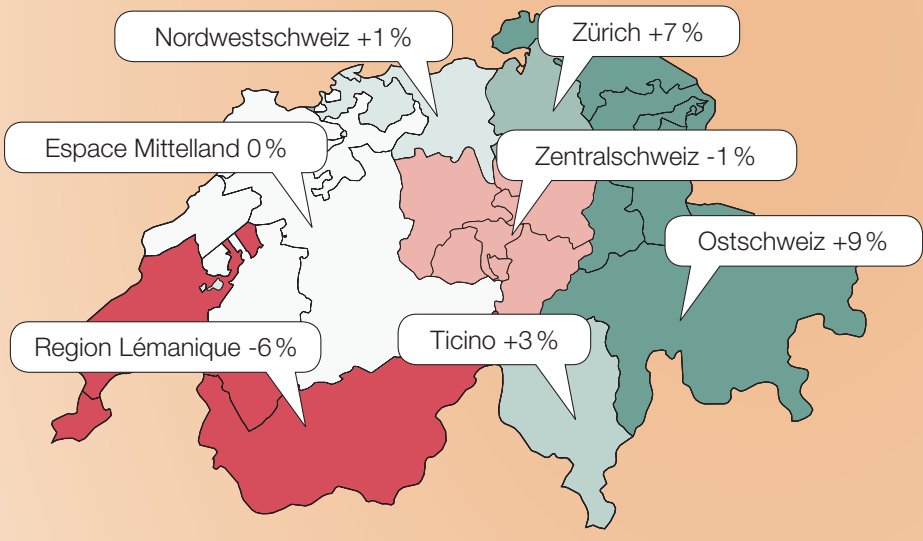 Nordwestschweiz +1 %
Zürich +7 %
Espace Mittelland 0 %
Zentralschweiz -1 %
Ostschweiz +9 %
Region Lémanique -6 %
Ticino +3 %